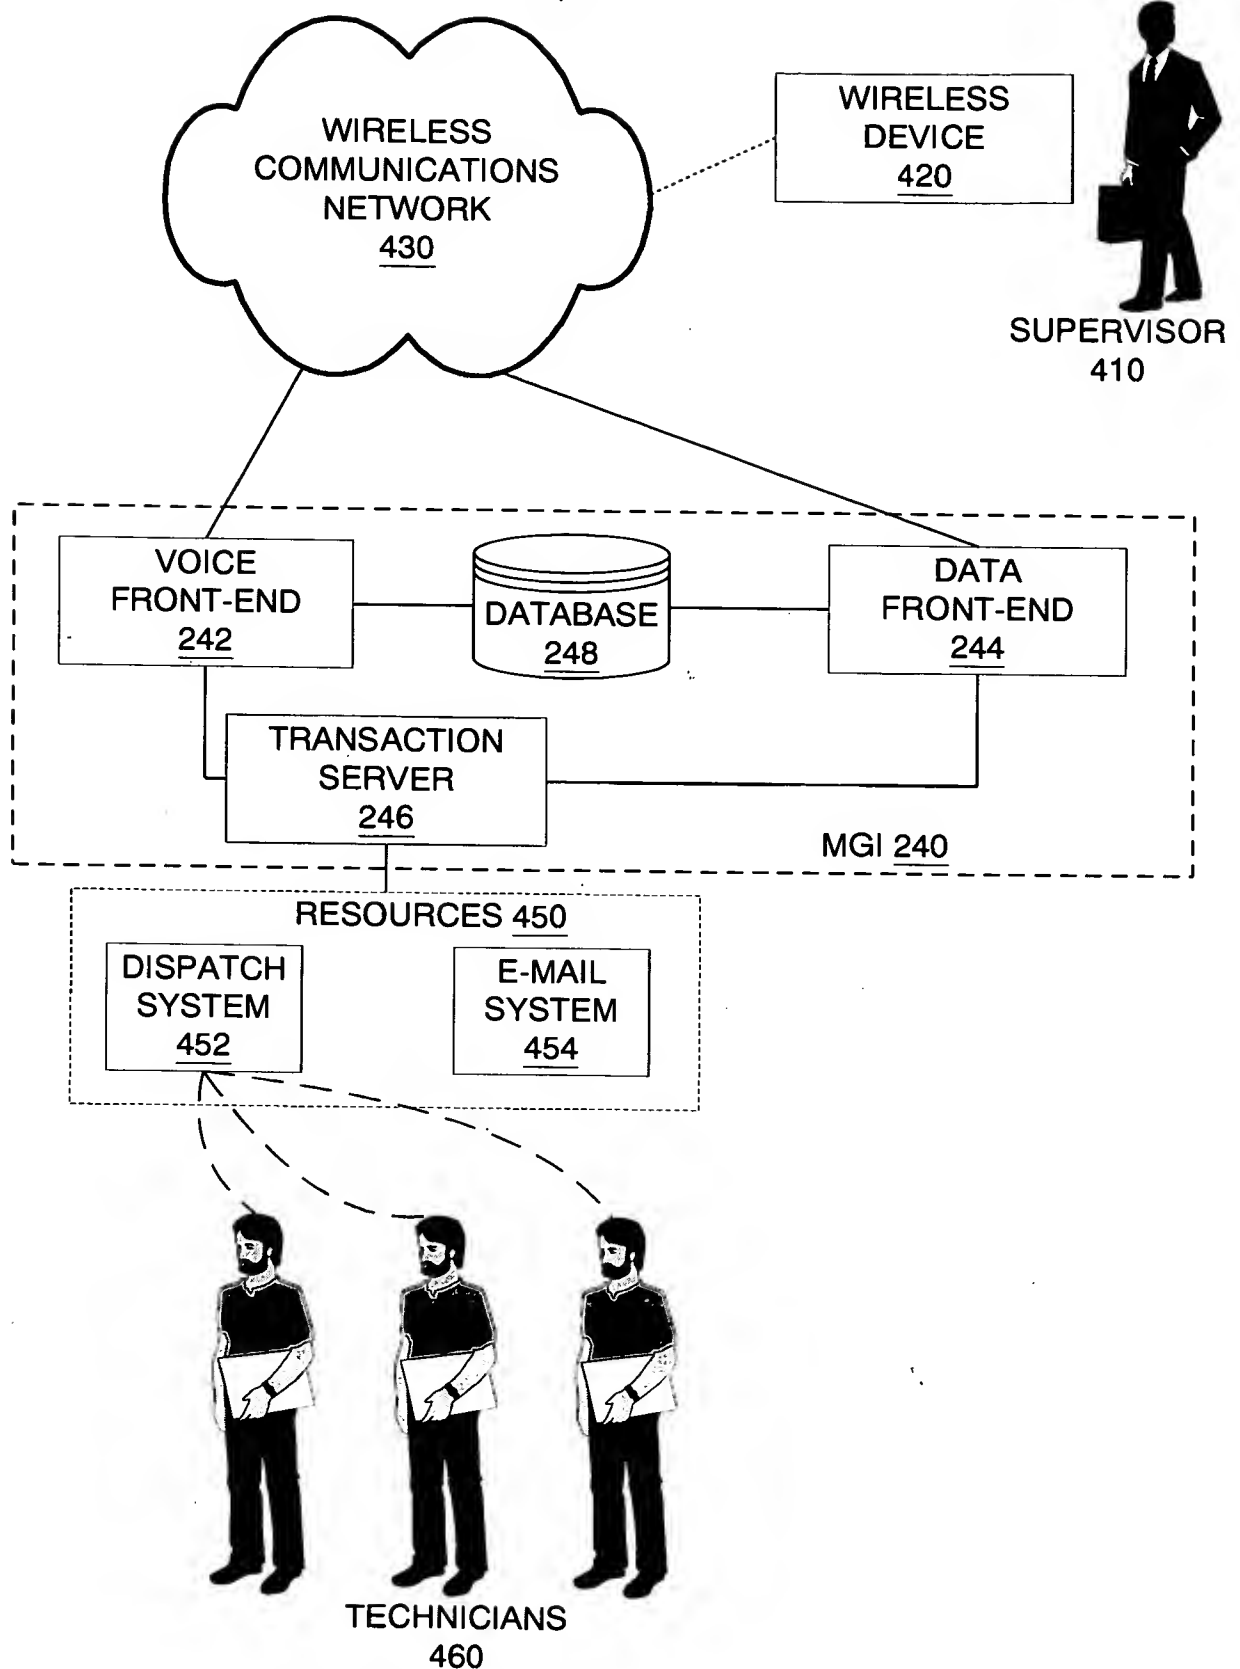 WIRELESS
COMMUNICATIONS
NETWORK
430
WIRELESS
DEVICE
420
SUPERVISOR
410
VOICE
FRONT-END
242
DATABASE
248
DATA
FRONT-END
244
TRANSACTION
SERVER
246
MGI 240
RESOURCES 450
DISPATCH
SYSTEM
452
E-MAIL
SYSTEM
454
TECHNICIANS
460